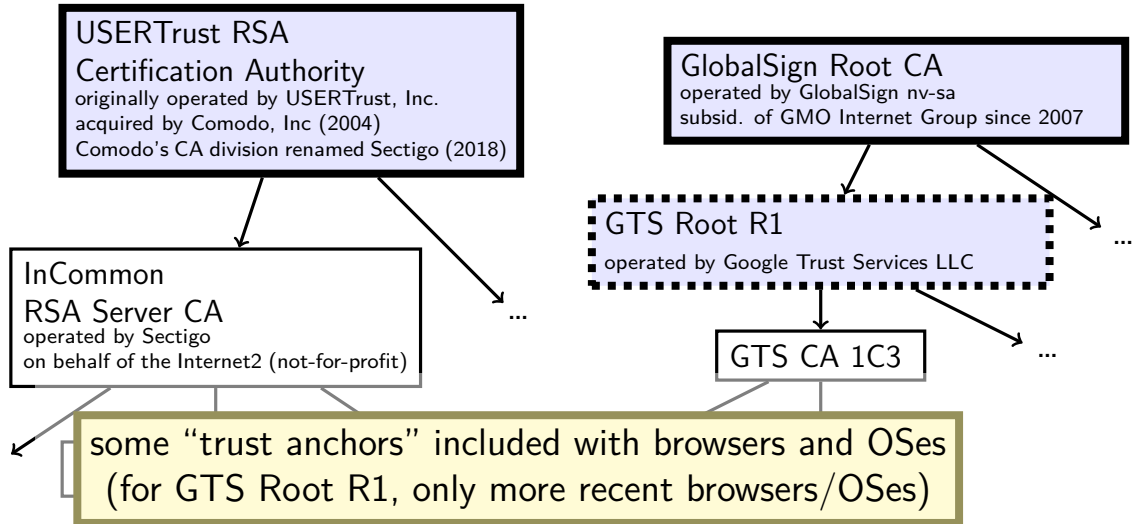 USERTrust RSA
Certification Authority
originally operated by USERTrust, Inc.
acquired by Comodo, Inc (2004)
Comodo's CA division renamed Sectigo (2018)
GlobalSign Root CA
operated by GlobalSign nv-sa
subsid. of GMO Internet Group since 2007
GTS Root R1
operated by Google Trust Services LLC
...
InCommon
RSA Server CA
operated by Sectigo
on behalf of the Internet2 (not-for-profit)
...
GTS CA 1C3
...
some “trust anchors” included with browsers and OSes
(for GTS Root R1, only more recent browsers/OSes)